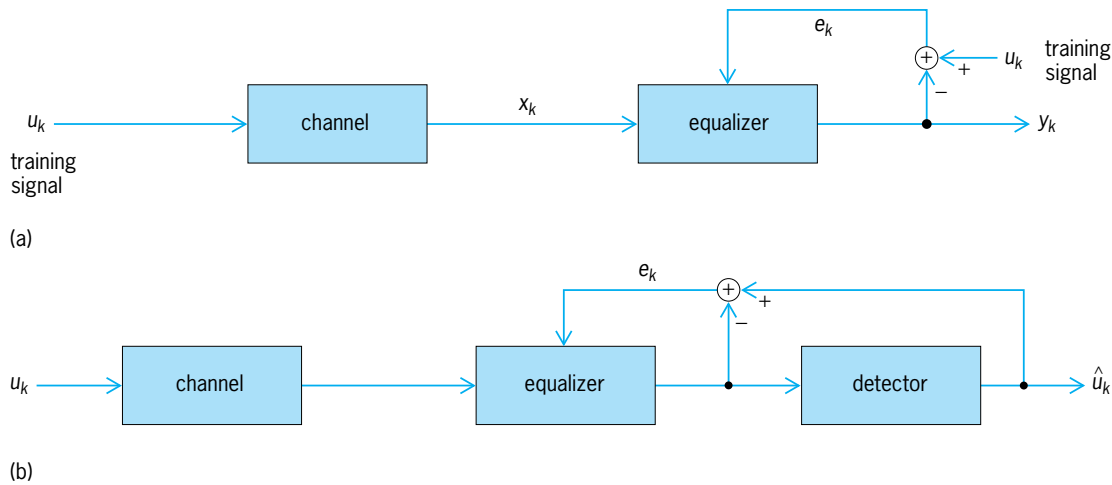 e_k
u_k
training
signal
+
+
−
u_k
channel
x_k
equalizer
y_k
training
signal
(a)
e_k
+
+
−
u_k
channel
equalizer
detector
û_k
(b)